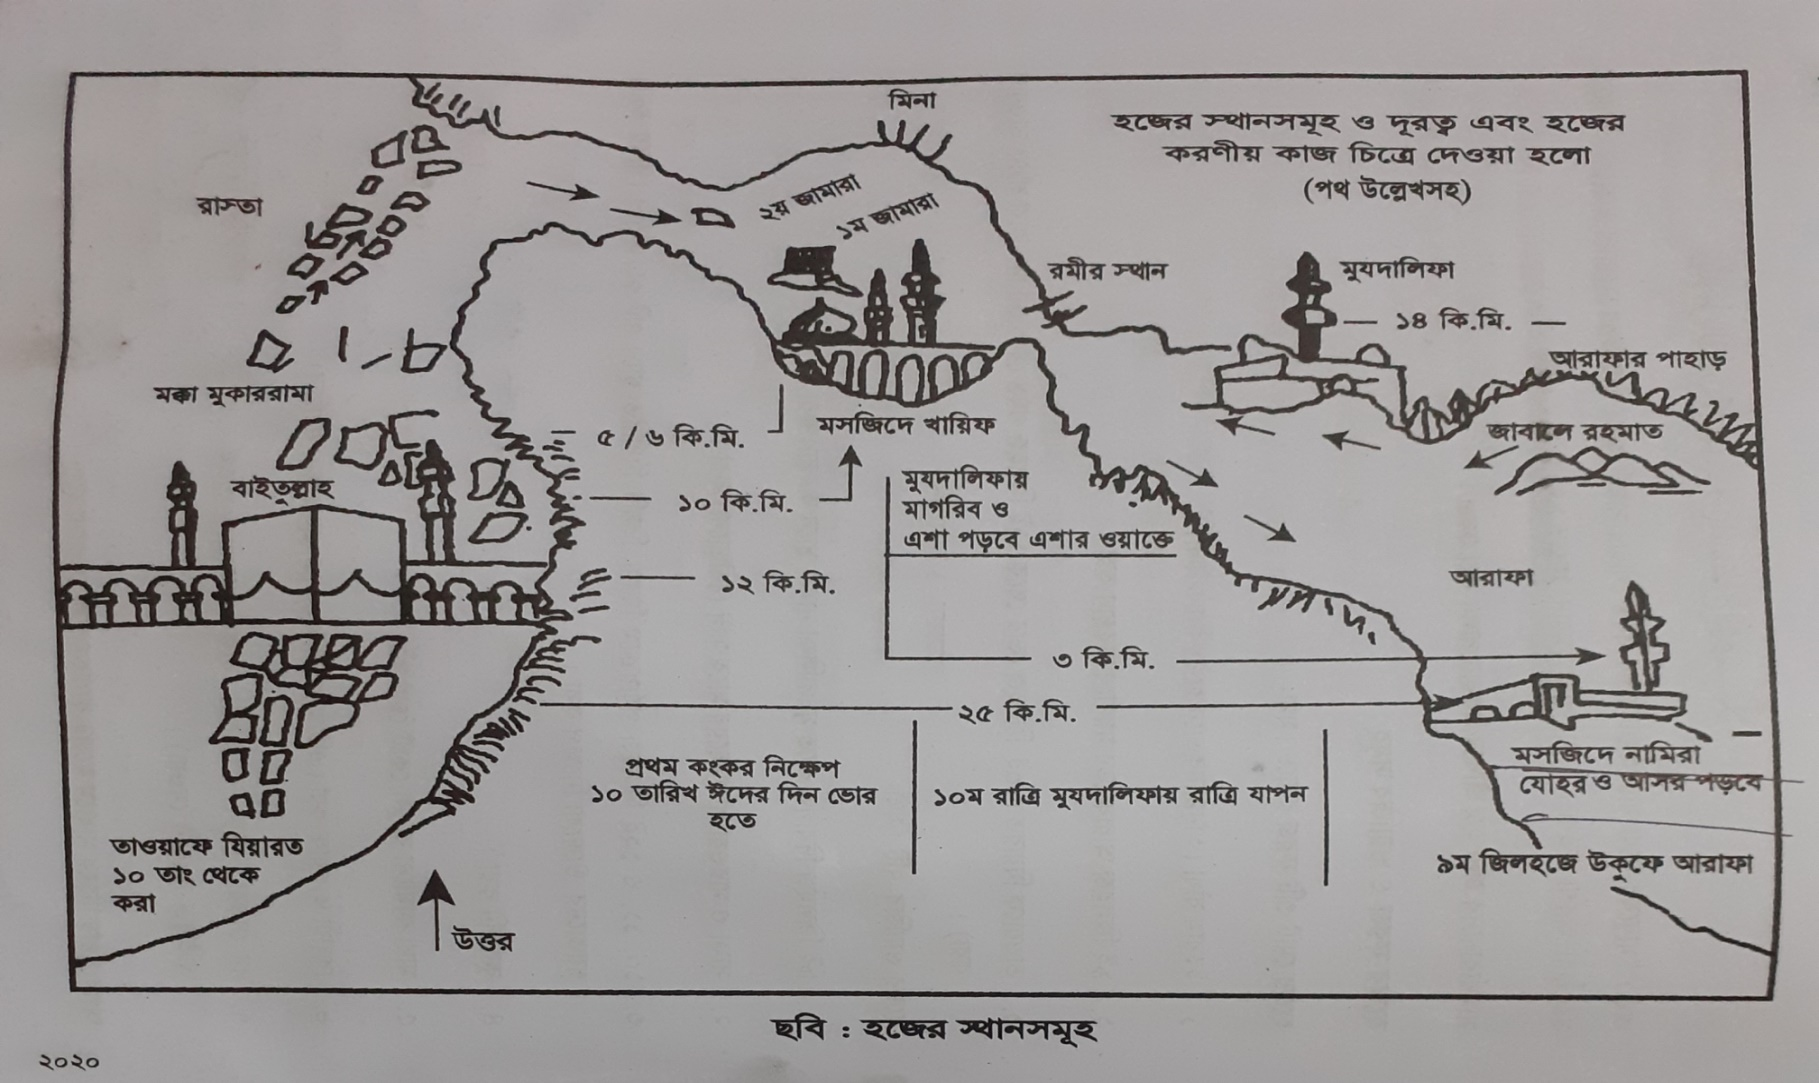 মিনা
হজ্জের স্থানসমূহ ও দূরত্ব এবং হজ্জের
করণীয় কাজ চিত্রে দেওয়া হলো
(পথ উল্লেখসহ)
রাস্তা
২য় জামারা
১ম জামারা
রমীর স্থান
মুযদালিফা
১৪ কি.মি.
আরাফার পাহাড়
মক্কা মুকাররামা
৫/৬ কি.মি.
মসজিদে খায়িফ
জাবালে রহমাত
বাইতুল্লাহ
১০ কি.মি.
মুযদালিফায়
মাগরিব ও
এশা পড়বে এশার ওয়াক্তে
১২ কি.মি.
আরাফা
৩ কি.মি.
২৫ কি.মি.
মসজিদে নামিরা
যোহর ও আসর পড়বে
প্রথম কংকর নিক্ষেপ
১০ তারিখ ঈদের দিন ভোর
হতে
১০ম রাত্রি মুযদালিফায় রাত্রি যাপন
তাওয়াফে যিয়ারত
১০ তাং থেকে
করা
৯ম জিলহজ্জে উকূফে আরাফা
উত্তর
ছবি : হজ্জের স্থানসমূহ
২০২০